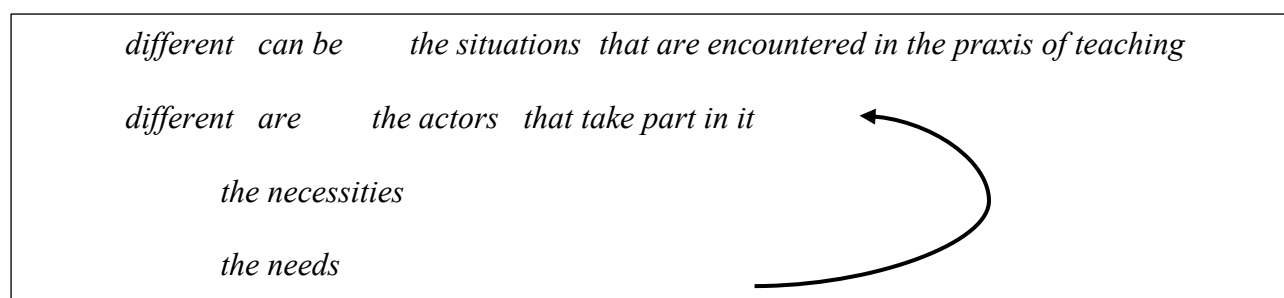 different can be the situations that are encountered in the praxis of teaching
different are the actors that take part in it
the necessities
the needs